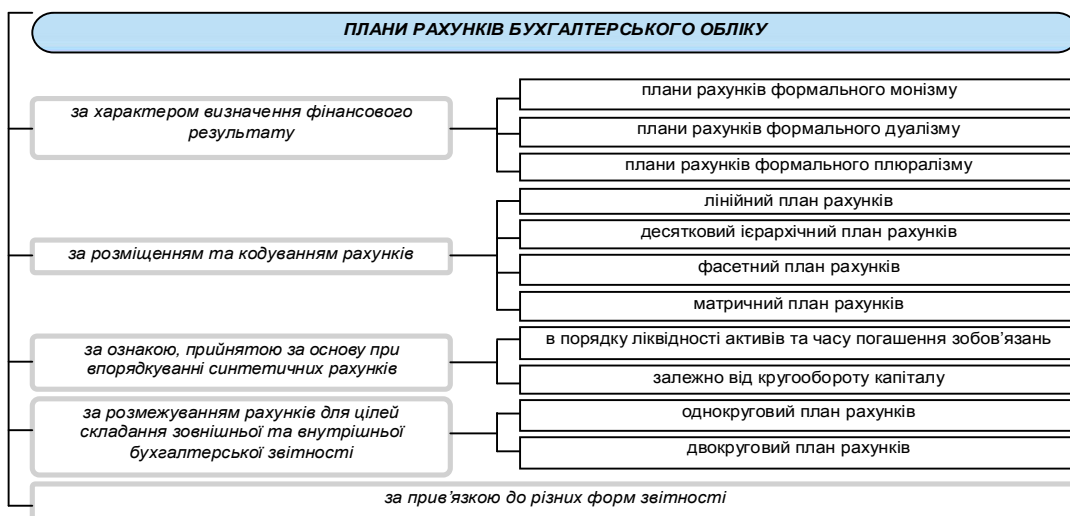 ПЛАНИ РАХУНКІВ БУХГАЛТЕРСЬКОГО ОБЛІКУ
за характером визначення фінансового
результату
плани рахунків формального монізму
плани рахунків формального дуалізму
плани рахунків формального плюралізму
за розміщенням та кодуванням рахунків
лінійний план рахунків
десятковий ієрархічний план рахунків
фасетний план рахунків
матричний план рахунків
за ознакою, прийнятою за основу при
впорядкуванні синтетичних рахунків
в порядку ліквідності активів та часу погашення зобов’язань
залежно від кругообороту капіталу
за розмежуванням рахунків для цілей
складання зовнішньої та внутрішньої
бухгалтерської звітності
однокруговий план рахунків
двокруговий план рахунків
за прив’язкою до різних форм звітності